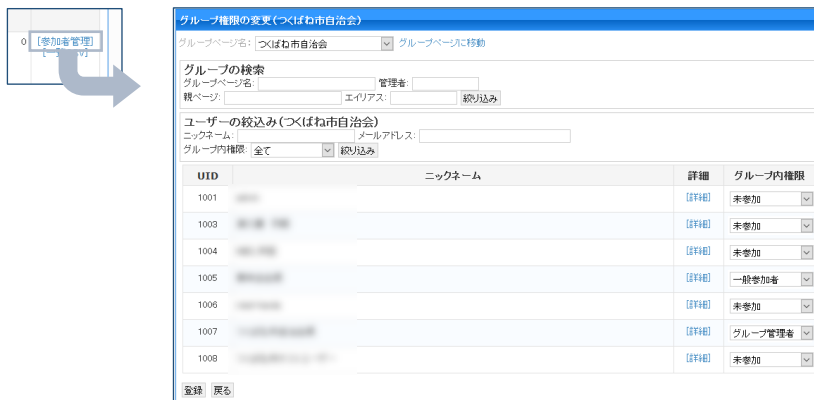 0 [参加者管理]
グループ権限の変更(つくばね市自治会)
グループページ名: つくばね市自治会 グループページに移動
グループの検索
グループページ名: 管理者:
親ページ: エイリアス: 絞り込み
ユーザーの絞込み(つくばね市自治会)
ニックネーム: メールアドレス:
グループ内権限: 全て 絞り込み
UID ニックネーム 詳細 グループ内権限
1001 [詳細] 未参加
1003 [詳細] 未参加
1004 [詳細] 未参加
1005 [詳細] 一般参加者
1006 [詳細] 未参加
1007 [詳細] グループ管理者
1008 [詳細] 未参加
登録 戻る